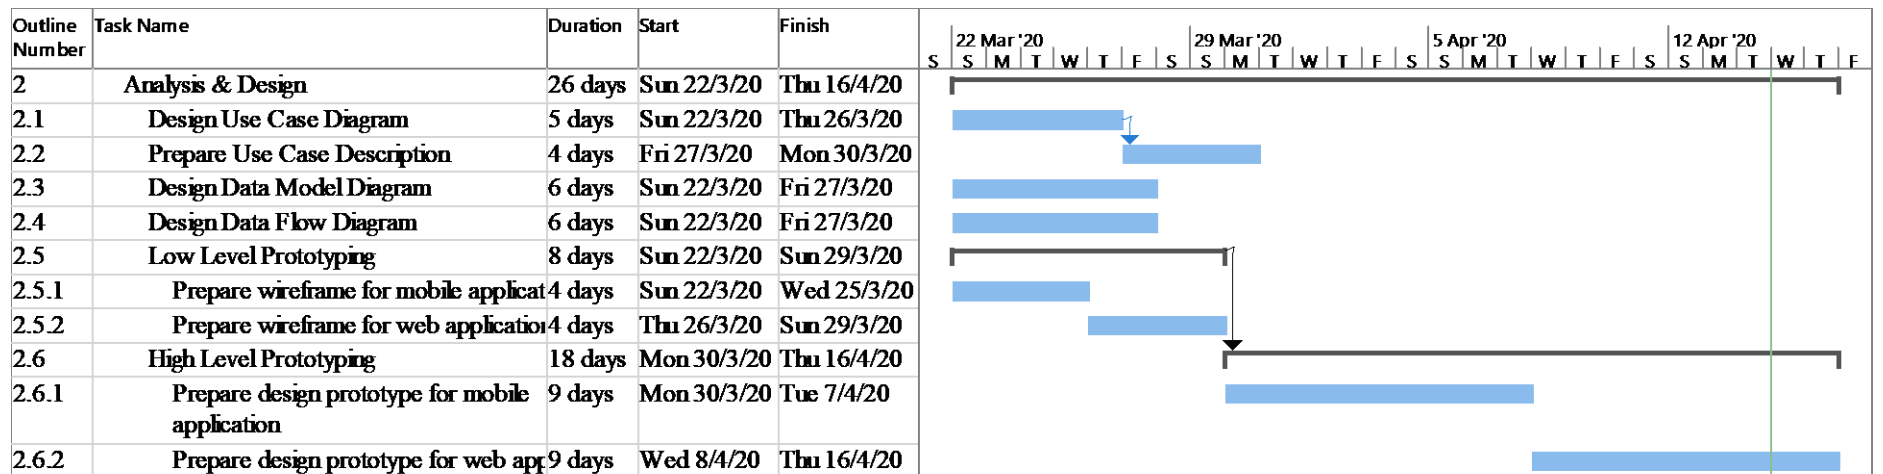 Outline Number Task Name Duration Start Finish
22 Mar '20 29 Mar '20 5 Apr '20 12 Apr '20
S S M T W T F S S M T W T F S S M T W T F S S M T W T F
2 Analysis & Design 26 days Sun 22/3/20 Thu 16/4/20
2.1 Design Use Case Diagram 5 days Sun 22/3/20 Thu 26/3/20
2.2 Prepare Use Case Description 4 days Fri 27/3/20 Mon 30/3/20
2.3 Design Data Model Diagram 6 days Sun 22/3/20 Fri 27/3/20
2.4 Design Data Flow Diagram 6 days Sun 22/3/20 Fri 27/3/20
2.5 Low Level Prototyping 8 days Sun 22/3/20 Sun 29/3/20
2.5.1 Prepare wireframe for mobile applicat 4 days Sun 22/3/20 Wed 25/3/20
2.5.2 Prepare wireframe for web application 4 days Thu 26/3/20 Sun 29/3/20
2.6 High Level Prototyping 18 days Mon 30/3/20 Thu 16/4/20
2.6.1 Prepare design prototype for mobile 9 days Mon 30/3/20 Tue 7/4/20
application
2.6.2 Prepare design prototype for web app 9 days Wed 8/4/20 Thu 16/4/20